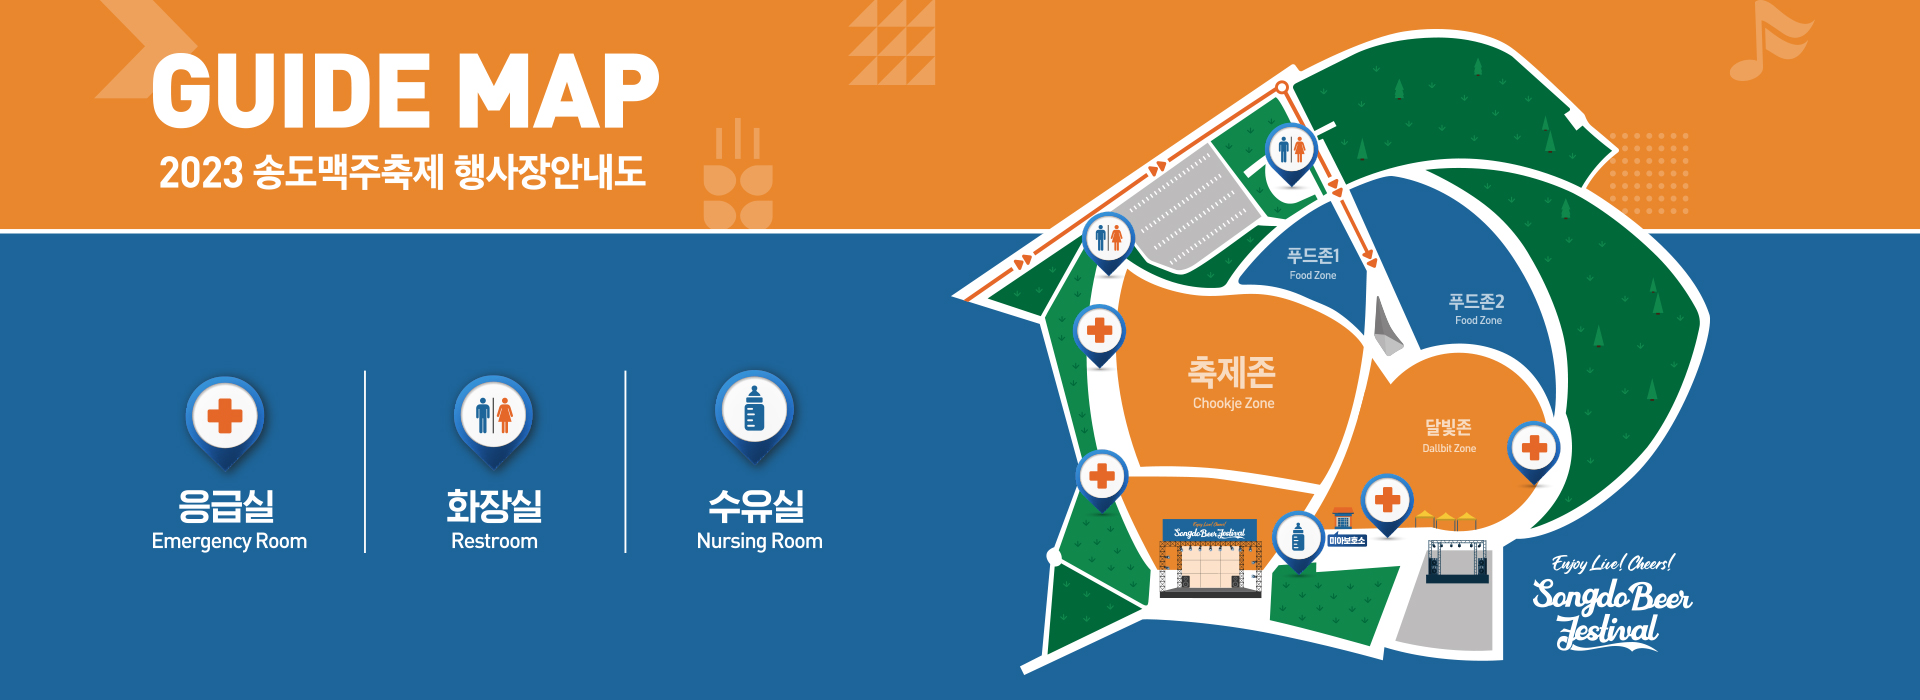 GUIDE MAP
2023 송도맥주축제 행사장안내도
응급실
Emergency Room
화장실
Restroom
수유실
Nursing Room
푸드존1
Food Zone
푸드존2
Food Zone
축제존
Chookje Zone
달빛존
Dallbit Zone
Enjoy Live! Cheers!
Songdo Beer Festival
미아보호소
Enjoy Live! Cheers!
Songdo Beer
Festival